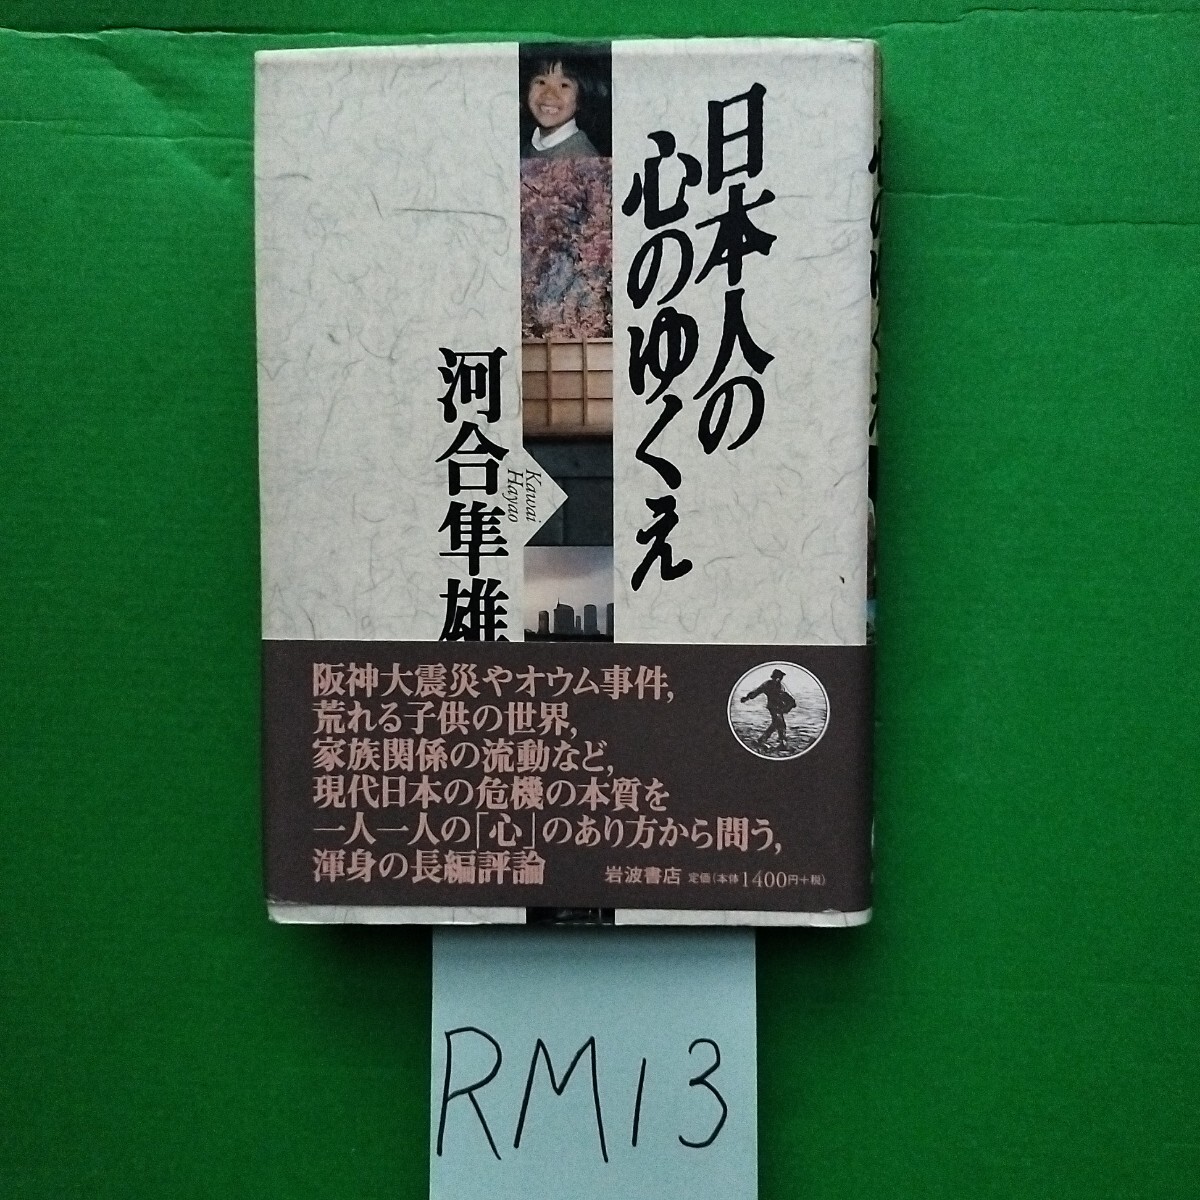 日本人の
心のゆくえ
河合隼雄
Kawai
Hayao
阪神大震災やオウム事件,
荒れる子供の世界,
家族関係の流動など,
現代日本の危機の本質を
一人一人の「心」のあり方から問う,
渾身の長編評論
岩波書店 定価(本体1400円+税)
RM13